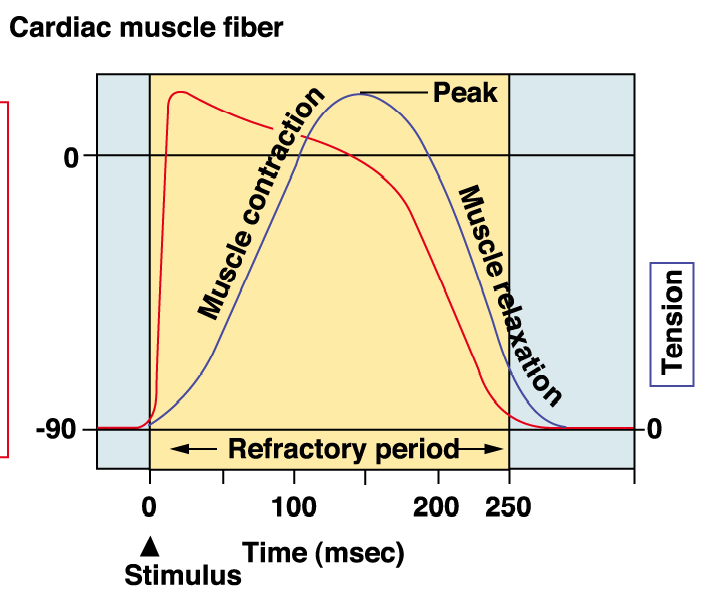 Cardiac muscle fiber
Peak
Muscle contraction
Muscle relaxation
0
Tension
-90
0
Refractory period
0
100
200
250
Time (msec)
Stimulus